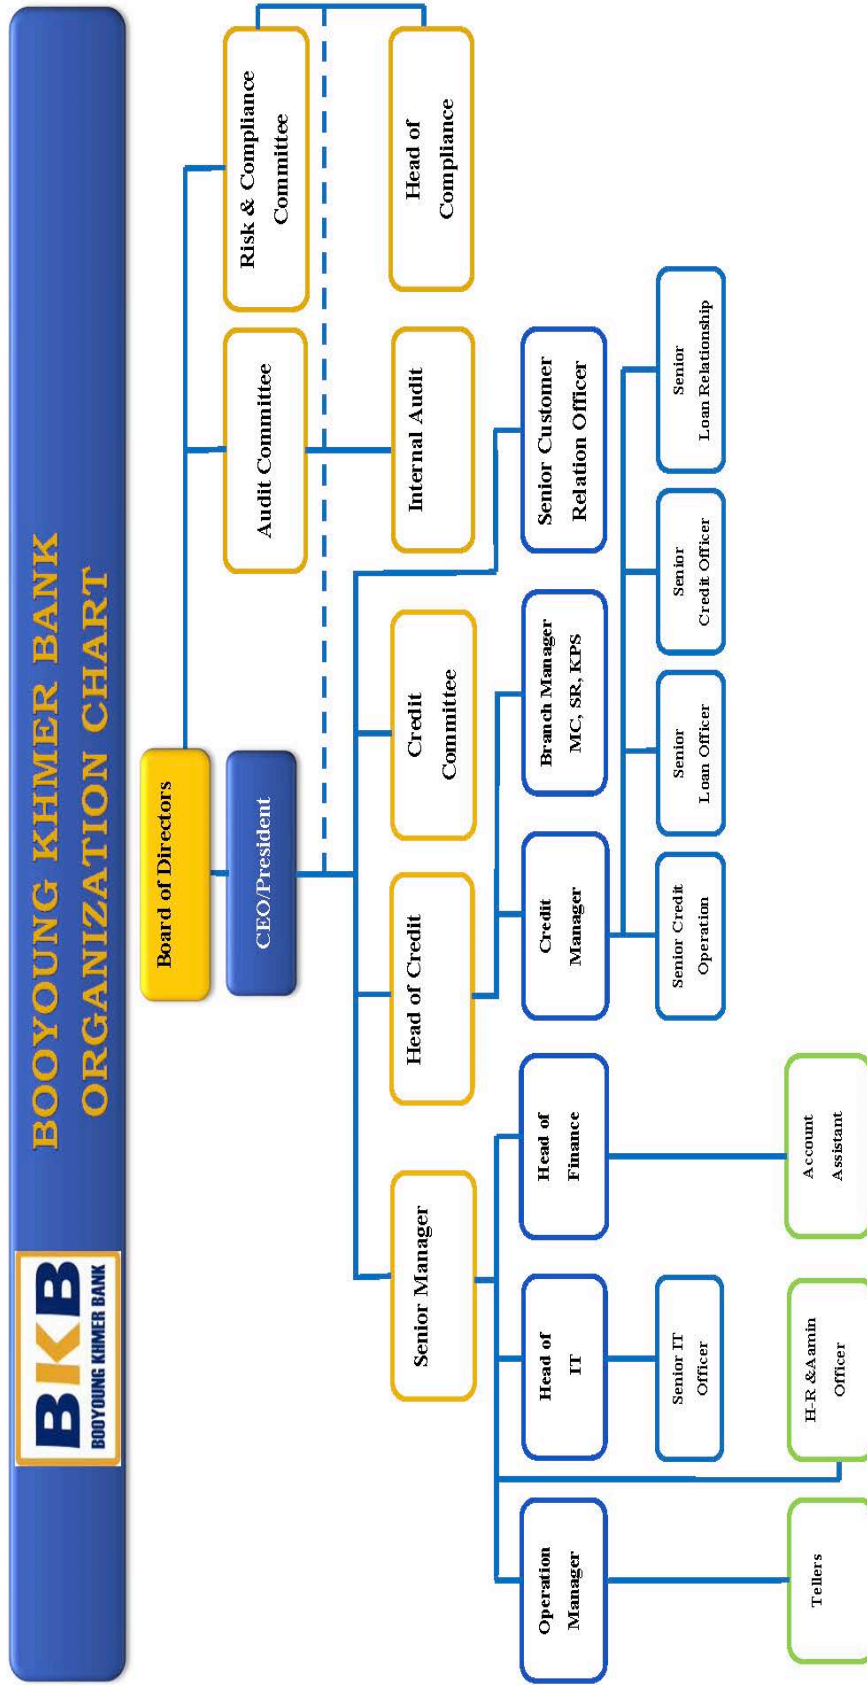 BKB
BOOYOUNG KHMER BANK
BOOYOUNG KHMER BANK
ORGANIZATION CHART
Board of Directors
CEO/President
Audit Committee
Risk & Compliance
Committee
Senior Manager
Head of Credit
Credit
Committee
Internal Audit
Head of
Compliance
Operation
Manager
Head of
IT
Head of
Finance
Credit
Manager
Branch Manager
MC, SR, KPS
Senior Customer
Relation Officer
Senior IT
Officer
Senior Credit
Operation
Senior
Loan Officer
Senior
Credit Officer
Senior
Loan Relationship
Tellers
H-R &Aamin
Officer
Account
Assistant